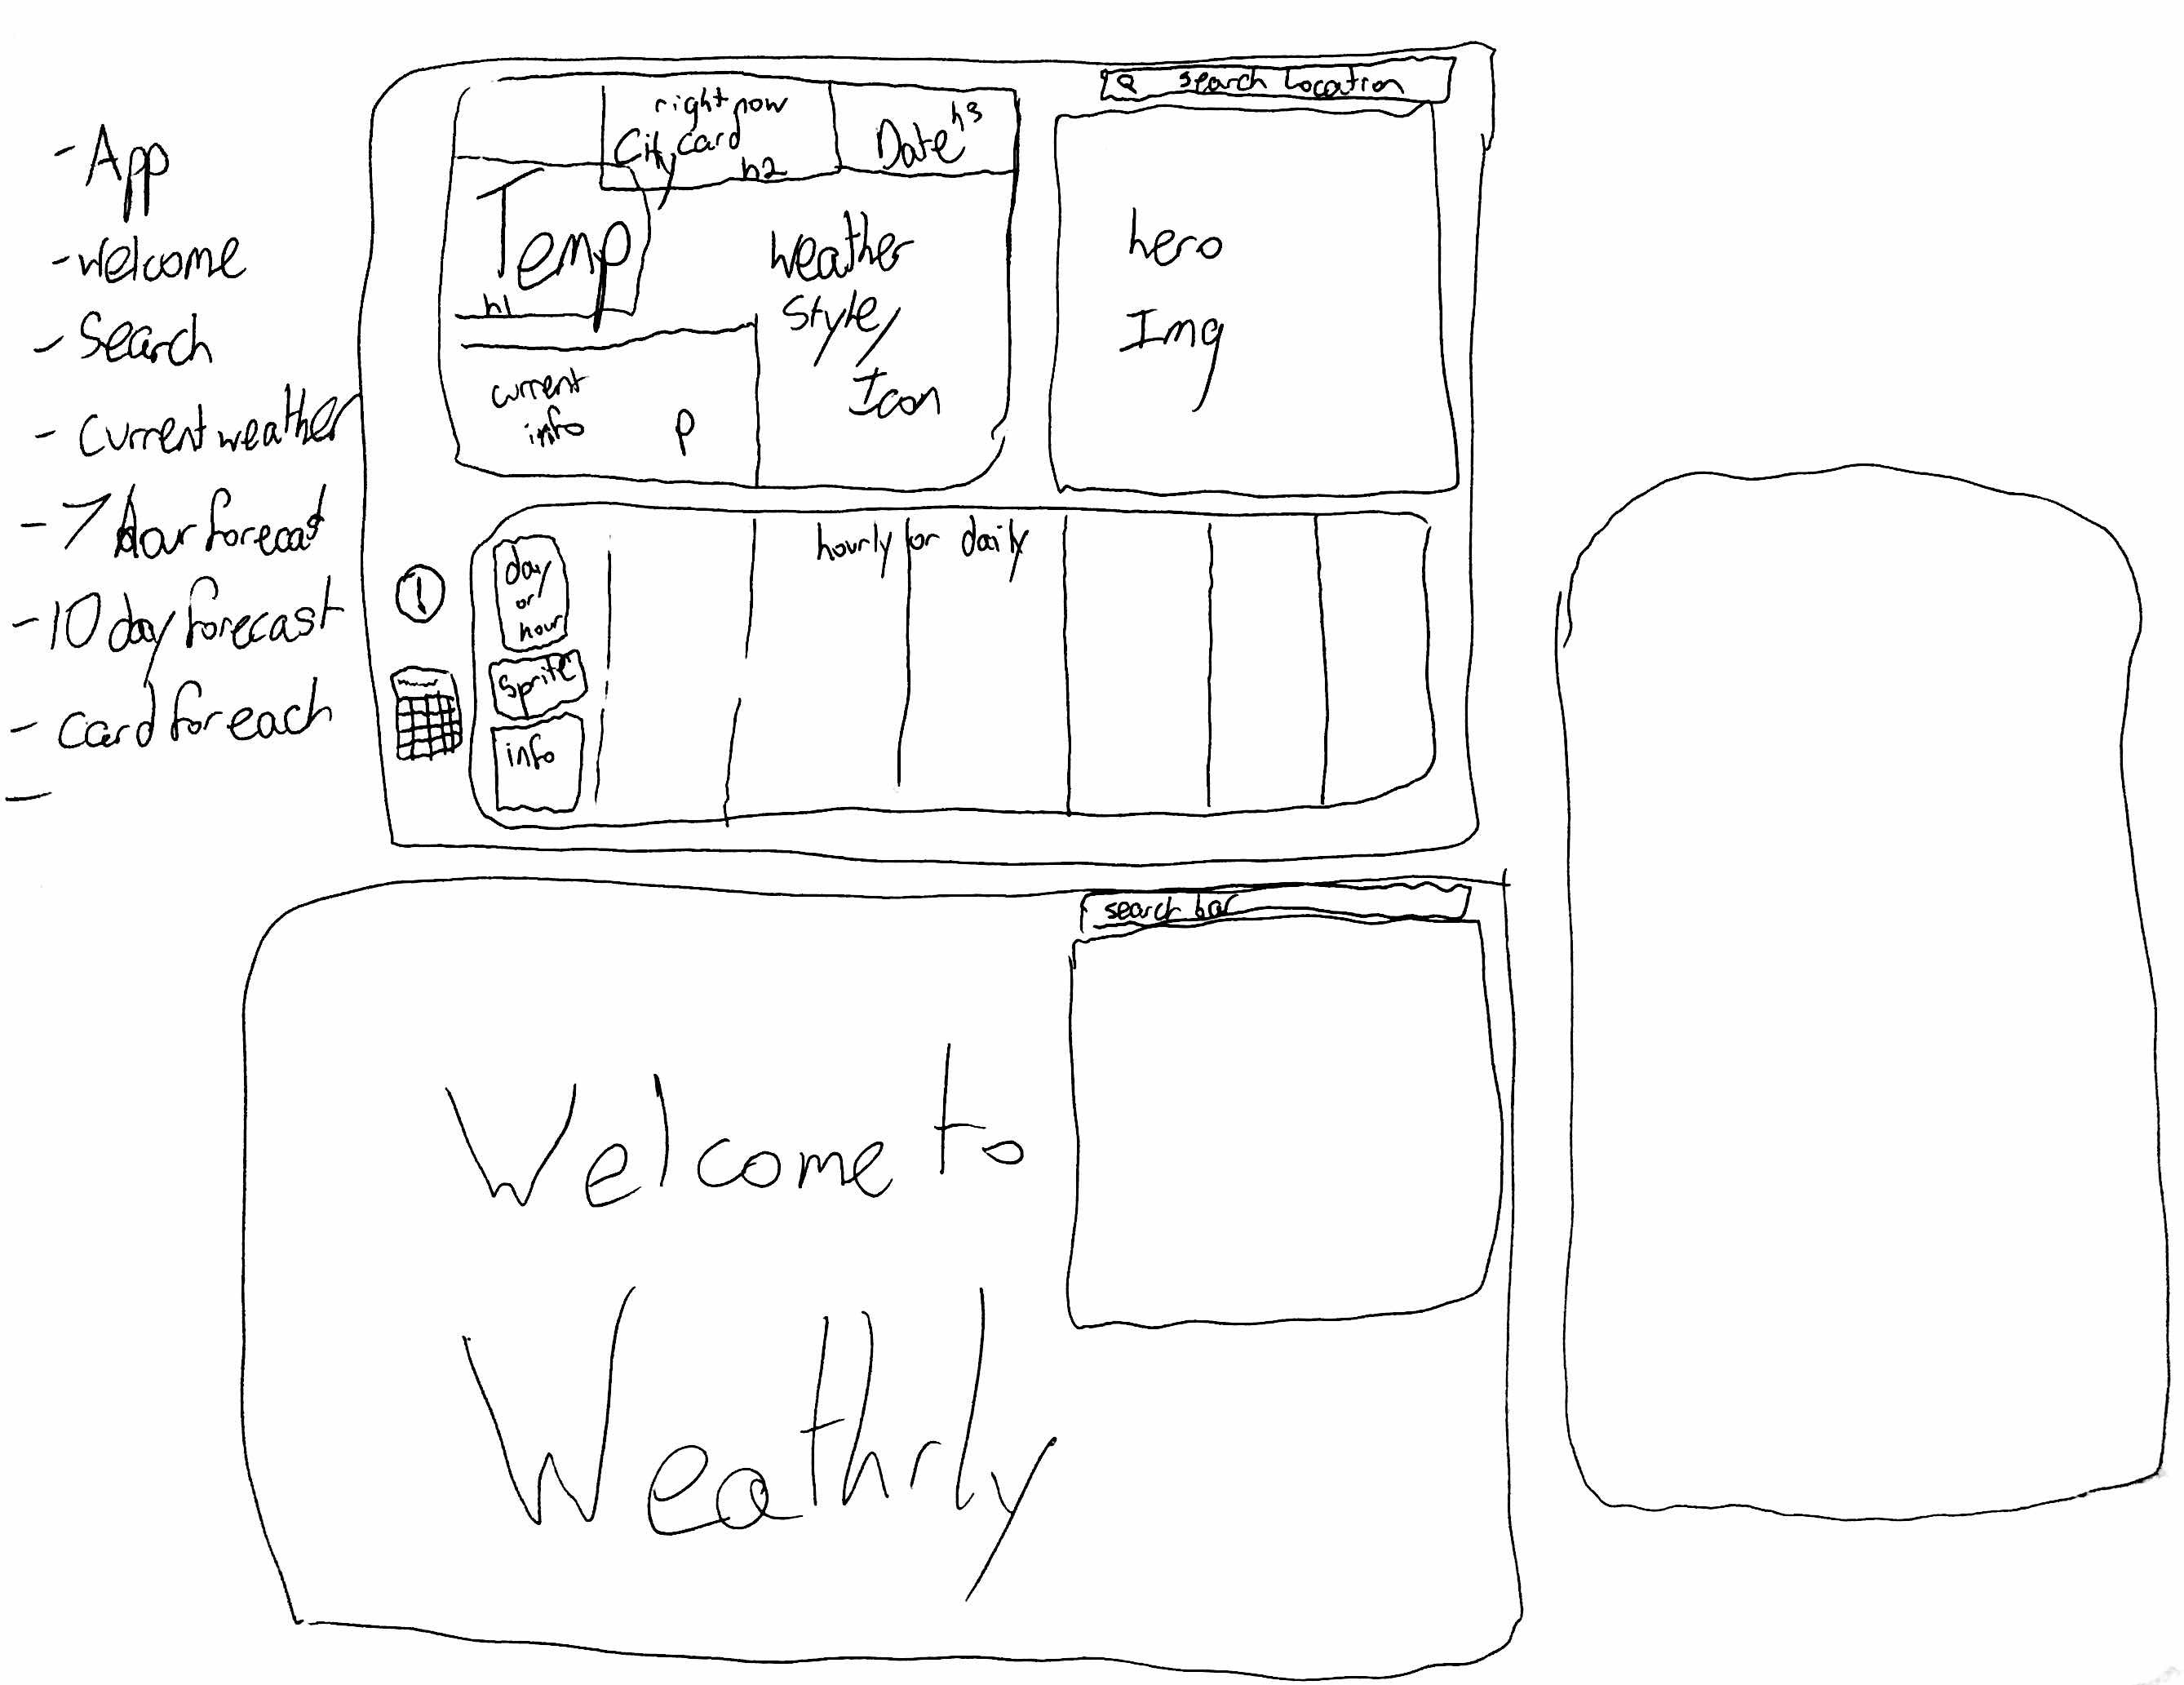 - App
- Welcome
- Search
- Current weather
- 7 Hour forecast
- 10 day forecast
- card for each
-
search Location
right now
City card
h2
Date h3
Temp
h1
Weather
Style/
Icon
current
info
p
hero
Img
hourly or daily
day
or
hour
Sprite
info
search bar
Welcome to
Weathrly